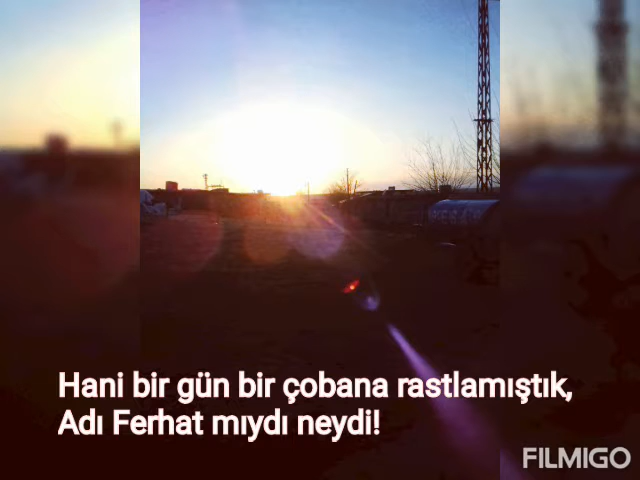 Hani bir gün bir çobana rastlamıştık,
Adı Ferhat mıydı neydi!
FILMIGO